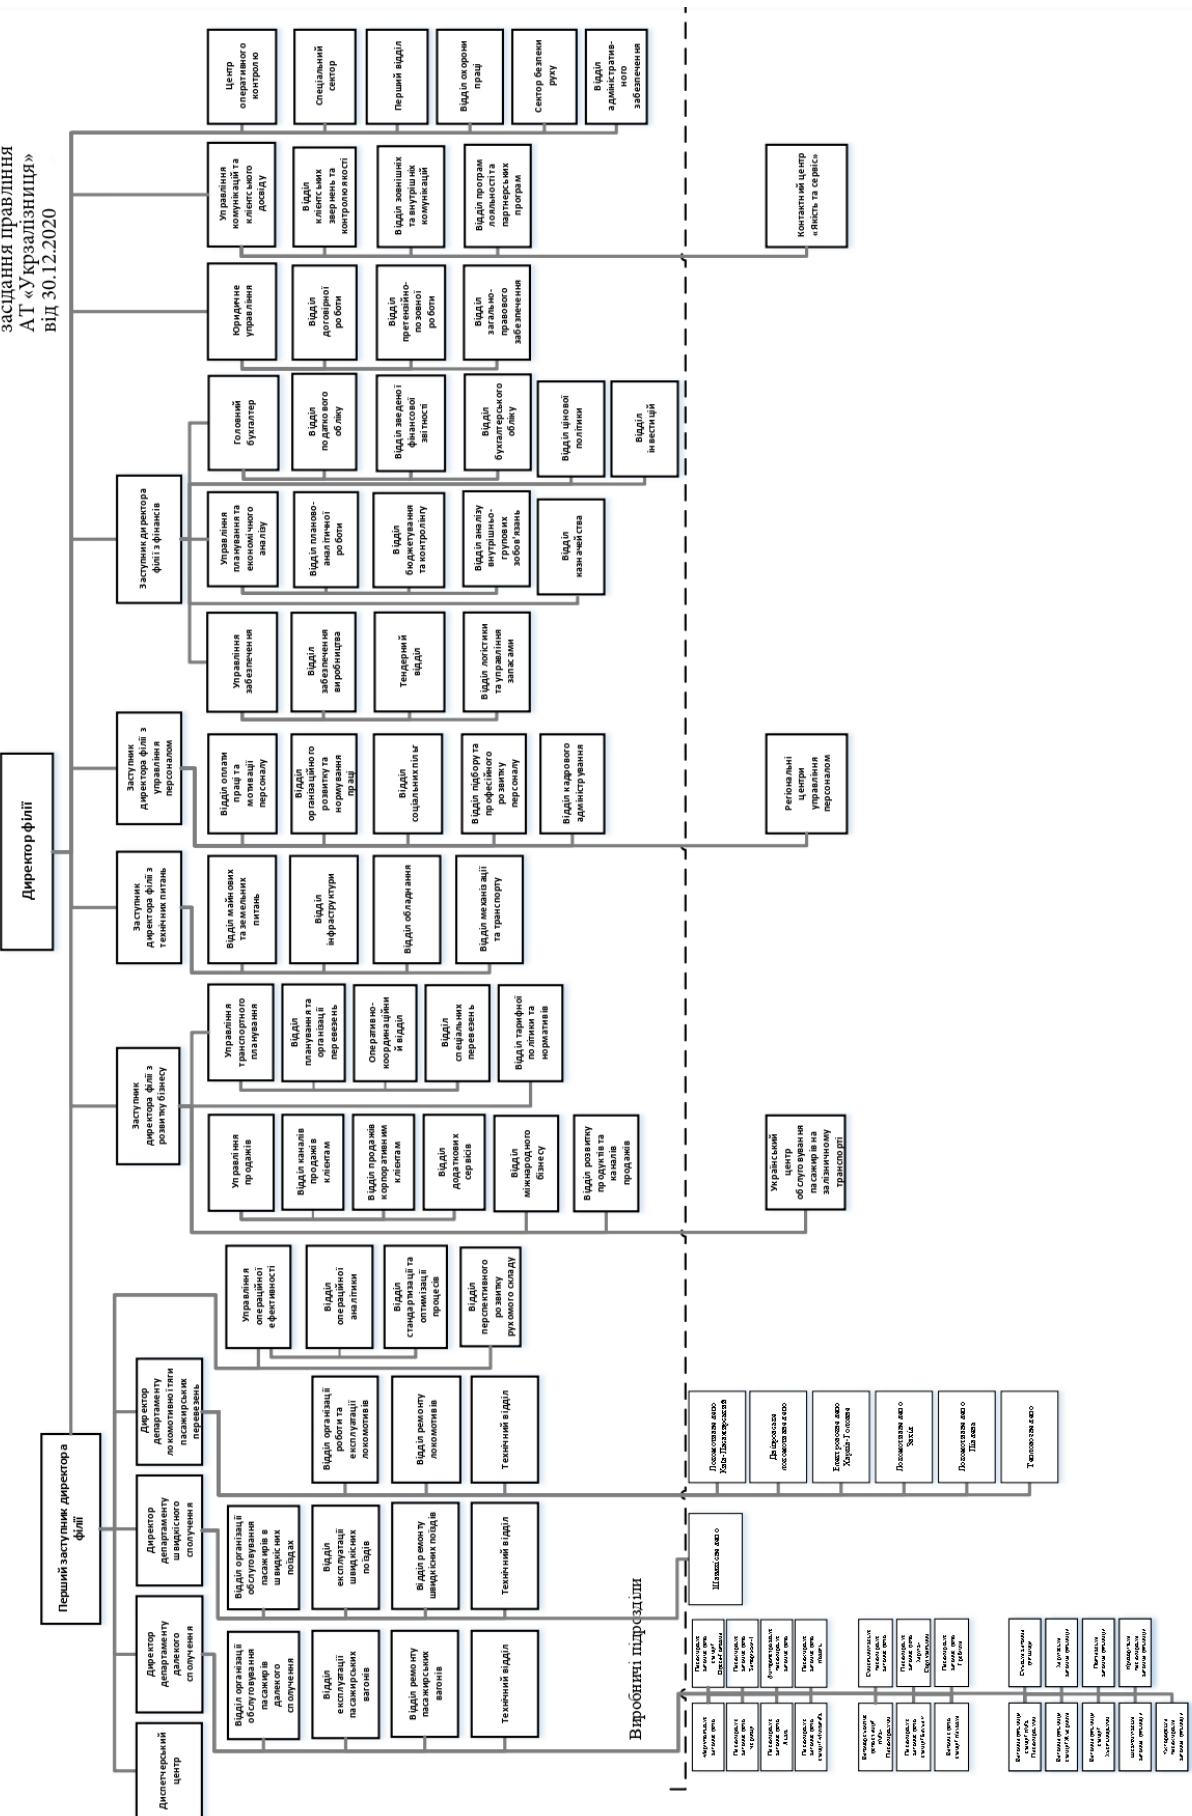 засідання правління
АТ «Укрзалізниця»
від 30.12.2020
Директор філії
Перший заступник директора
філії
Заступник
директора філії з
розвитку бізнесу
Заступник
директора філії з
технічних питань
Заступник
директора філії з
управління
персоналом
Заступник директора
філії з фінансів
Диспетчерський
центр
Директор
департаменту
далекого
сполучення
Директор
департаменту
швидкісного
сполучення
Директор
департаменту
локомотивної тяги
пасажирських
перевезень
Відділ організації
обслуговування
пасажирів
далекого
сполучення
Відділ
експлуатації
пасажирських
вагонів
Відділ ремонту
пасажирських
вагонів
Технічний відділ
Відділ організації
обслуговування
пасажирів в
швидкісних
поїздах
Відділ
експлуатації
швидкісних
поїздів
Відділ ремонту
швидкісних поїздів
Технічний відділ
Відділ організації
роботи та
експлуатації
локомотивів
Відділ ремонту
локомотивів
Технічний відділ
Управління
операційної
ефективності
Відділ
операційної
аналітики
Відділ
стандартизації та
оптимізації
процесів
Відділ
перспективного
розвитку
рухомого складу
Управління
продажів
Відділ каналів
продажів
клієнтам
Відділ продажів
корпоративним
клієнтам
Відділ
додаткових
сервісів
Відділ
міжнародного
бізнесу
Відділ розвитку
продуктів та
каналів
продажів
Управління
транспортного
планування
Відділ
планування та
організації
перевезень
Оперативно-
координаційни
й відділ
Відділ
спеціальних
перевезень
Відділ тарифної
політики та
нормативів
Відділ майнових
та земельних
питань
Відділ
інфраструктури
Відділ обладнання
Відділ механізації
та транспорту
Відділ оплати
праці та
мотивації
персоналу
Відділ
організаційного
розвитку та
нормування
праці
Відділ
соціальних пільг
Відділ підбору та
професійного
розвитку
персоналу
Відділ кадрового
адміністрування
Управління
забезпечення
Відділ
забезпечення
виробництва
Тендерний
відділ
Відділ логістики
та управління
запасами
Управління
планування та
економічного
аналізу
Відділ планово-
аналітичної
роботи
Відділ
бюджетування
та контролінгу
Відділ аналізу
внутрішньо-
групових
зобов'язань
Відділ
казначейства
Головний
бухгалтер
Відділ
податкового
обліку
Відділ зведеної
фінансової
звітності
Відділ
бухгалтерського
обліку
Відділ цінової
політики
Відділ
інвестицій
Юридичне
управління
Відділ
договірної
роботи
Відділ
претензійно-
позовної
роботи
Відділ
загально-
правового
забезпечення
Управління
комунікацій та
клієнтського
досвіду
Відділ
клієнтських
звернень та
контролю якості
Відділ зовнішніх
та внутрішніх
комунікацій
Відділ програм
лояльності та
партнерських
програм
Центр
оперативного
контролю
Спеціальний
сектор
Перший відділ
Відділ охорони
праці
Сектор безпеки
руху
Відділ
адміністратив-
ного
забезпечення
Виробничі підрозділи
Український
центр
обслуговування
пасажирів на
залізничному
транспорті
Регіональні
центри
управління
персоналом
Контактний центр
«Якість та сервіс»